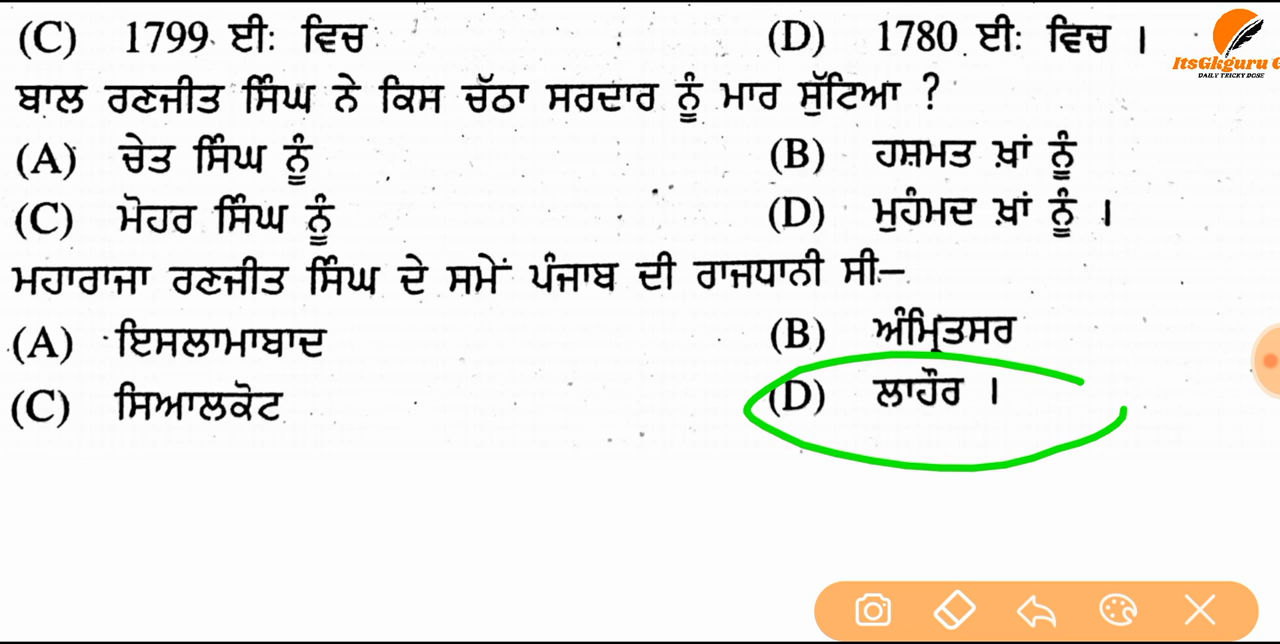 (C) 1799 ਈ: ਵਿਚ (D) 1780 ਈ: ਵਿਚ ।
ItsGkguru
DAILY TRICKY DOSE
ਬਾਲ ਰਣਜੀਤ ਸਿੰਘ ਨੇ ਕਿਸ ਚੱਠਾ ਸਰਦਾਰ ਨੂੰ ਮਾਰ ਸੁੱਟਿਆ ?
(A) ਚੇਤ ਸਿੰਘ ਨੂੰ (B) ਹਸ਼ਮਤ ਖ਼ਾਂ ਨੂੰ
(C) ਮੋਹਰ ਸਿੰਘ ਨੂੰ (D) ਮੁਹੰਮਦ ਖ਼ਾਂ ਨੂੰ ।
ਮਹਾਰਾਜਾ ਰਣਜੀਤ ਸਿੰਘ ਦੇ ਸਮੇਂ ਪੰਜਾਬ ਦੀ ਰਾਜਧਾਨੀ ਸੀ:–
(A) ਇਸਲਾਮਾਬਾਦ (B) ਅੰਮ੍ਰਿਤਸਰ
(C) ਸਿਆਲਕੋਟ (D) ਲਾਹੌਰ ।